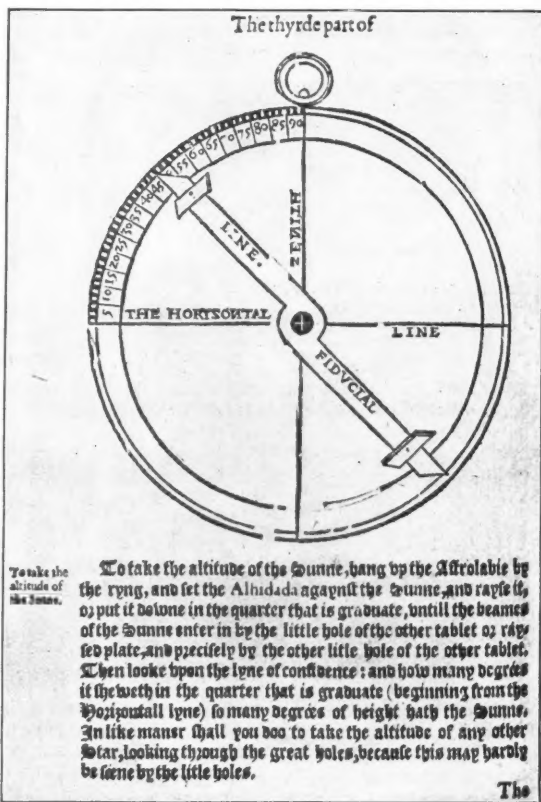 The thyrde part of
5 10 15 20 25 30 35 40 45 55 60 65 70 75 80 85 90
ZENITH
LINE.
THE HORISONTAL
LINE
FIDVCIAL
To take the
altitude of
the Sunne.
To take the altitude of the Sunne, hang vp the Astrolabie by
the ryng, and set the Alhidada agaynst the Sunne, and rayse it,
or put it downe in the quarter that is graduate, vntill the beames
of the Sunne enter in by the little hole of the other tablet or ray-
sed plate, and precisely by the other litle hole of the other tablet.
Then looke vpon the lyne of confidence: and how many degrees
it sheweth in the quarter that is graduate (beginning from the
Horizontall lyne) so many degrees of height hath the Sunne.
In like maner shall you doo to take the altitude of any other
Star, looking through the great holes, because this may hardly
be seene by the litle holes.
The